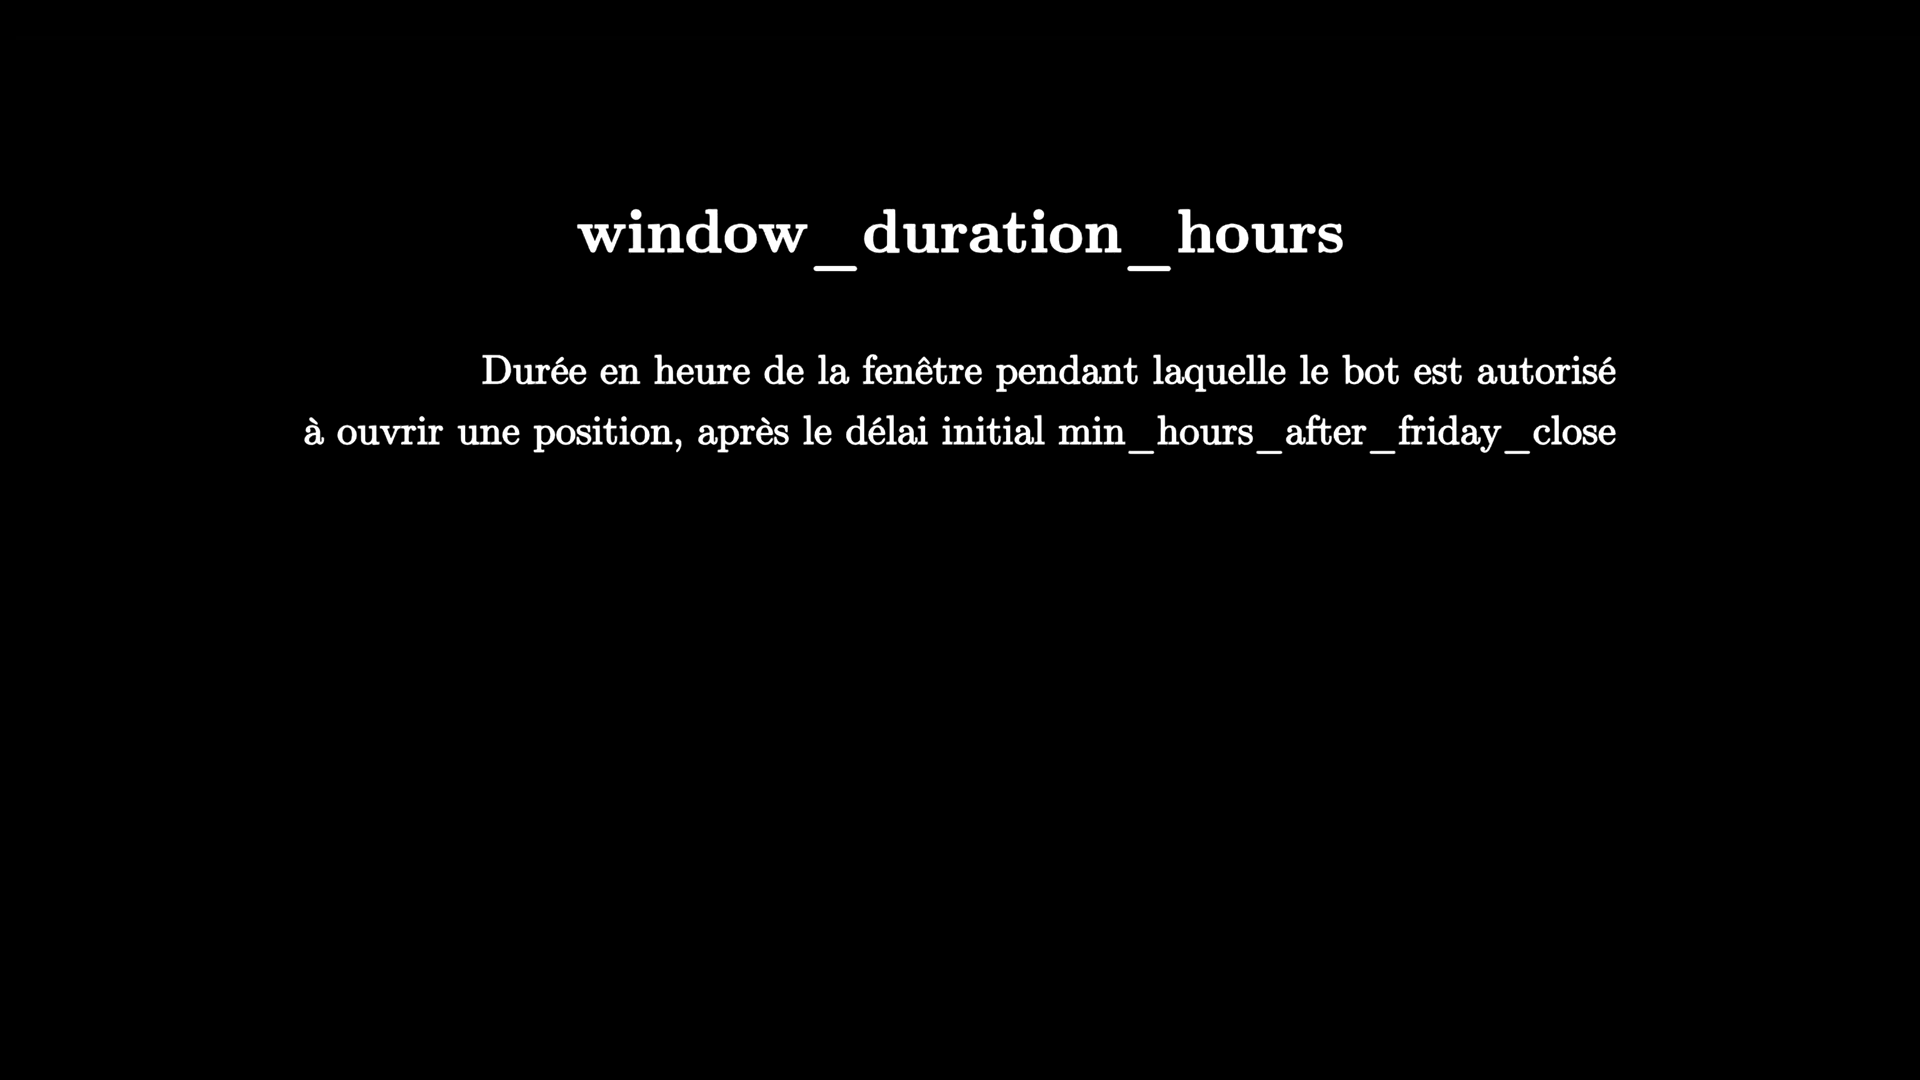 window_duration_hours
Durée en heure de la fenêtre pendant laquelle le bot est autorisé
à ouvrir une position, après le délai initial min_hours_after_friday_close